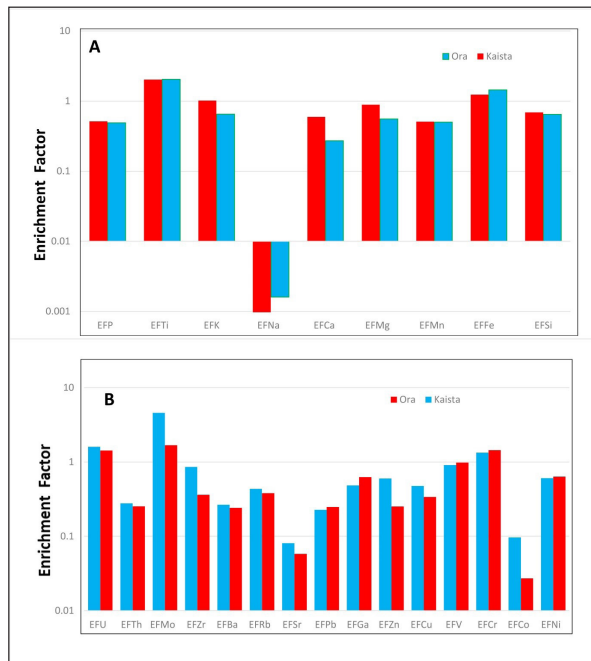 10
A
Ora Kaista
1
0.1
0.01
0.001
Enrichment Factor
EFP EFTi EFK EFNa EFCa EFMg EFMn EFFe EFSi
10
B
Ora Kaista
1
0.1
0.01
Enrichment Factor
EFU EFTh EFMo EFZr EFBa EFRb EFSr EFPb EFGa EFZn EFCu EFV EFCr EFCo EFNi